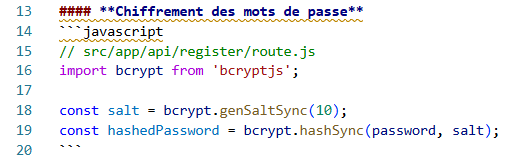 13 #### **Chiffrement des mots de passe**
14 ```javascript
15 // src/app/api/register/route.js
16 import bcrypt from 'bcryptjs';
17
18 const salt = bcrypt.genSaltSync(10);
19 const hashedPassword = bcrypt.hashSync(password, salt);
20 ```